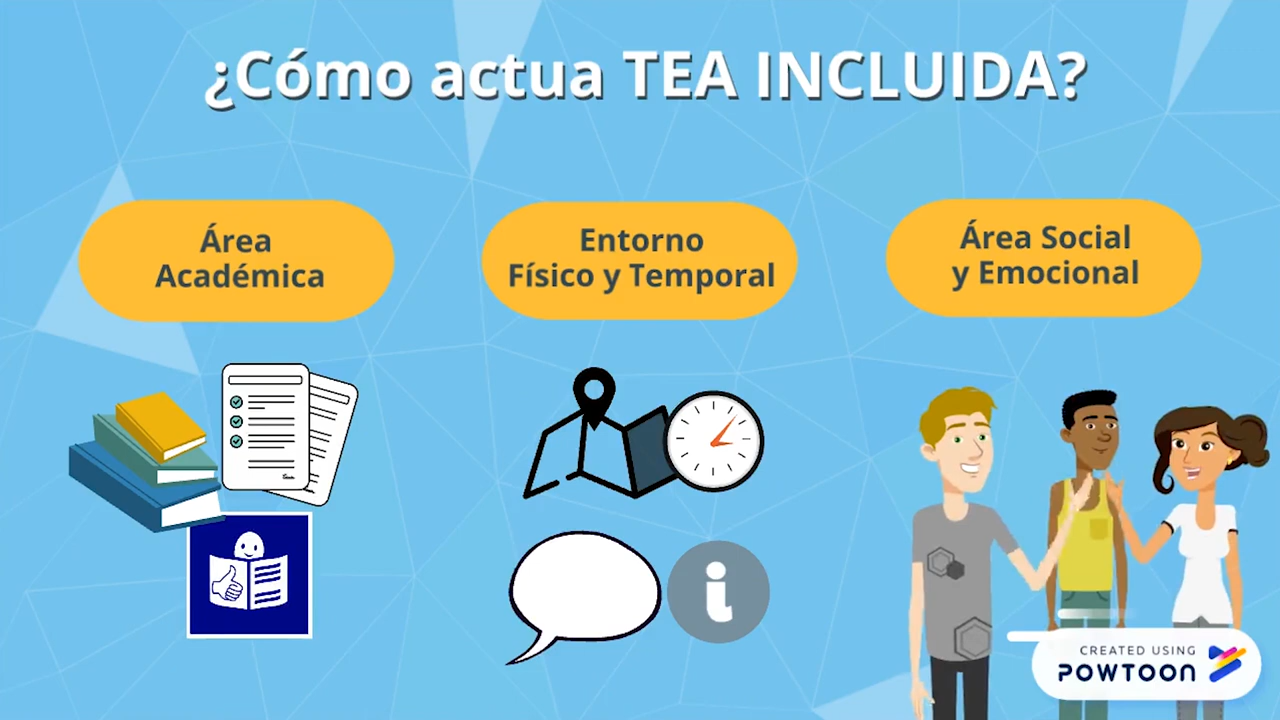 ¿Cómo actua TEA INCLUIDA?
Área
Académica
Entorno
Físico y Temporal
Área Social
y Emocional
CREATED USING
POWTOON